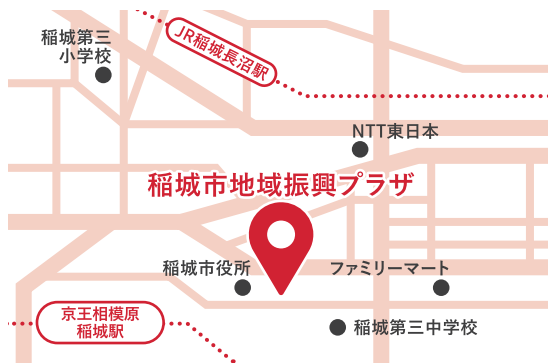 JR稲城長沼駅
稲城第三
小学校
NTT東日本
稲城市地域振興プラザ
稲城市役所
ファミリーマート
京王相模原
稲城駅
稲城第三中学校